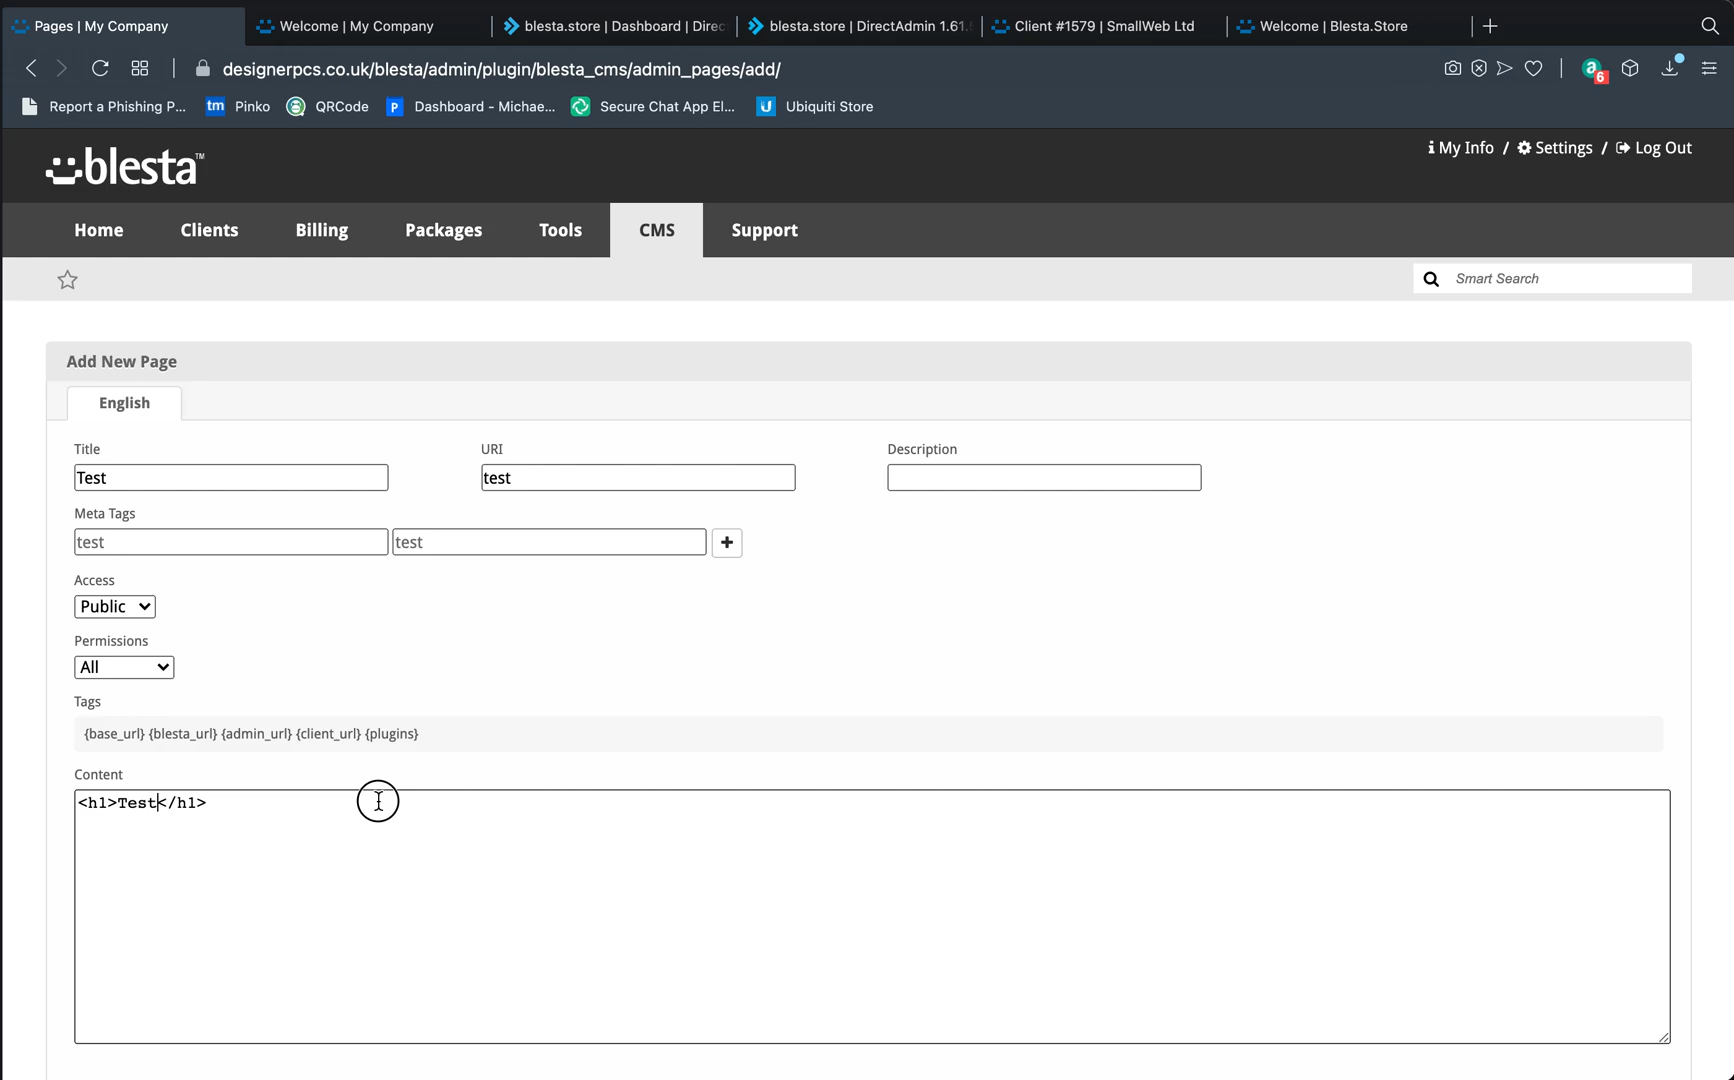 Pages | My Company
Welcome | My Company
blesta.store | Dashboard | Direc
blesta.store | DirectAdmin 1.61.
Client #1579 | SmallWeb Ltd
Welcome | Blesta.Store
designerpcs.co.uk/blesta/admin/plugin/blesta_cms/admin_pages/add/
a 6
Report a Phishing P...
tm Pinko
QRCode
P Dashboard - Michae...
Secure Chat App El...
U Ubiquiti Store
blesta™
My Info / Settings / Log Out
Home Clients Billing Packages Tools CMS Support
Smart Search
Add New Page
English
Title URI Description
Test test
Meta Tags
test test +
Access
Public
Permissions
All
Tags
{base_url} {blesta_url} {admin_url} {client_url} {plugins}
Content
<h1>Test</h1>